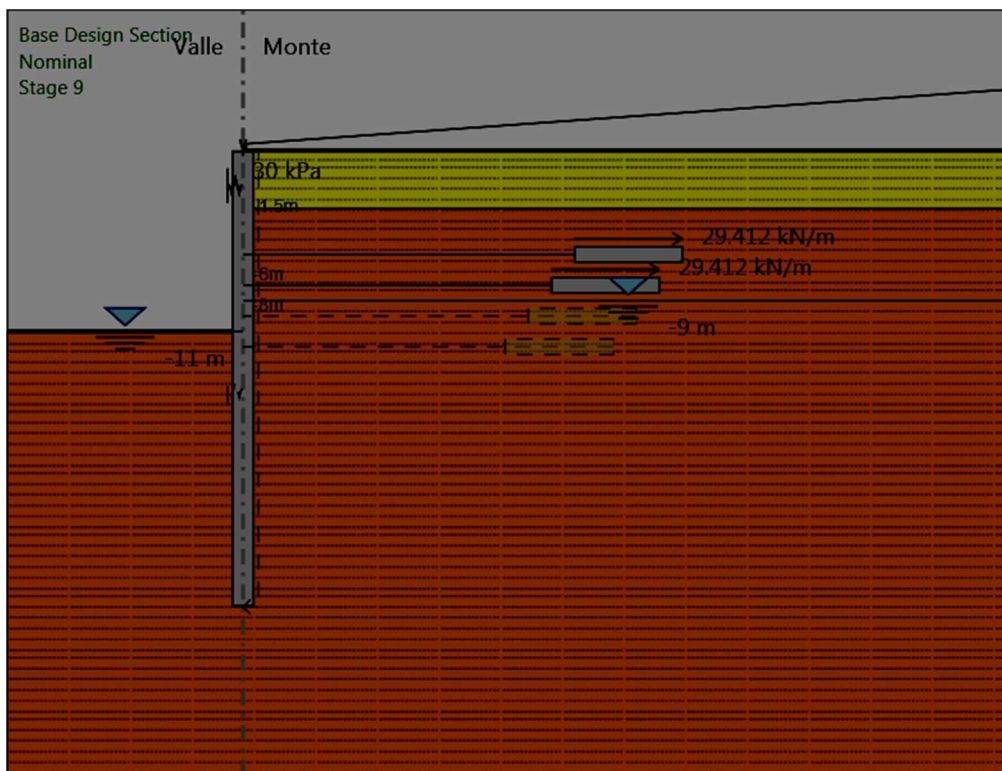 Base Design Section
Nominal
Stage 9
Valle
Monte
30 kPa
-1.5m
29.412 kN/m
29.412 kN/m
-6m
-8m
-9 m
-11 m